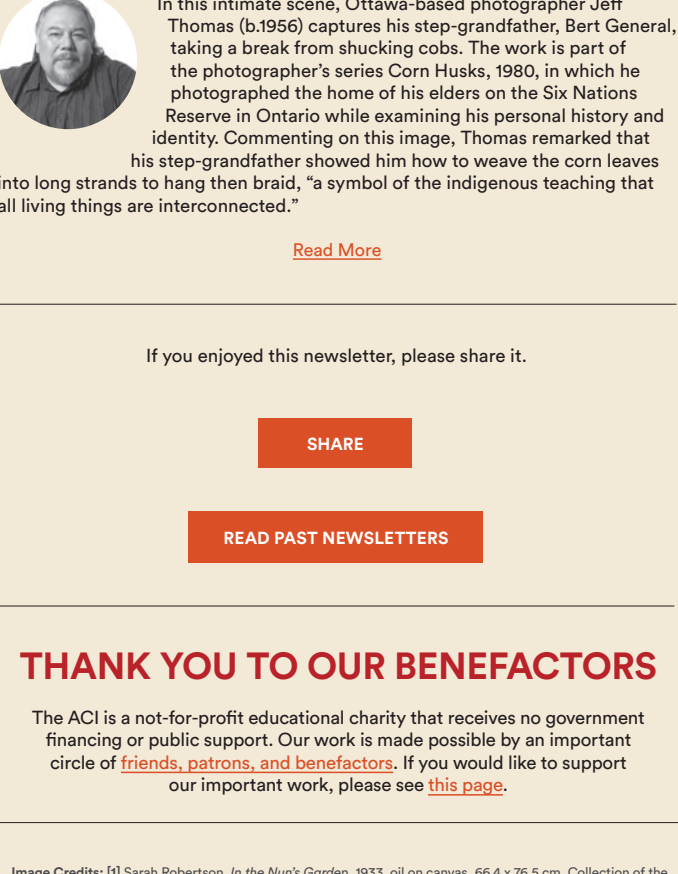 In this intimate scene, Ottawa-based photographer Jeff
Thomas (b.1956) captures his step-grandfather, Bert General,
taking a break from shucking cobs. The work is part of
the photographer’s series Corn Husks, 1980, in which he
photographed the home of his elders on the Six Nations
Reserve in Ontario while examining his personal history and
identity. Commenting on this image, Thomas remarked that
his step-grandfather showed him how to weave the corn leaves
into long strands to hang then braid, “a symbol of the indigenous teaching that
all living things are interconnected.”
Read More
If you enjoyed this newsletter, please share it.
SHARE
READ PAST NEWSLETTERS
THANK YOU TO OUR BENEFACTORS
The ACI is a not-for-profit educational charity that receives no government
financing or public support. Our work is made possible by an important
circle of friends, patrons, and benefactors. If you would like to support
our important work, please see this page.
Image Credits: [1] Sarah Robertson, In the Nun’s Garden, 1933, oil on canvas, 66.4 x 76.5 cm. Collection of the